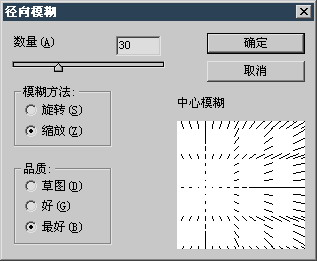 径向模糊
数量(A) 30
确定
取消
模糊方法:
旋转(S)
缩放(Z)
中心模糊
品质:
草图(D)
好(G)
最好(B)